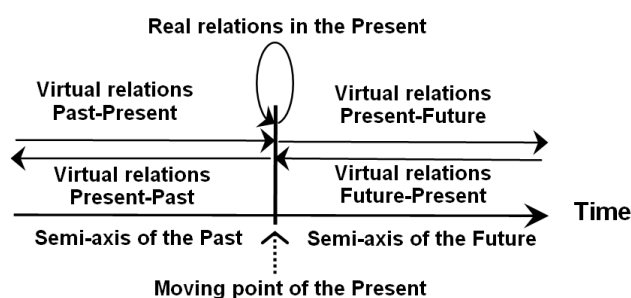 Real relations in the Present
Virtual relations
Past-Present
Virtual relations
Present-Future
Virtual relations
Present-Past
Virtual relations
Future-Present
Time
Semi-axis of the Past
Semi-axis of the Future
Moving point of the Present